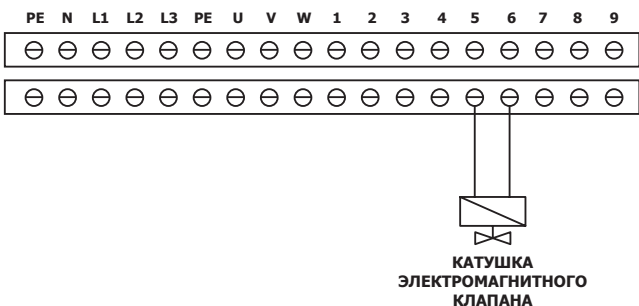 PE N L1 L2 L3 PE U V W 1 2 3 4 5 6 7 8 9
КАТУШКА
ЭЛЕКТРОМАГНИТНОГО
КЛАПАНА